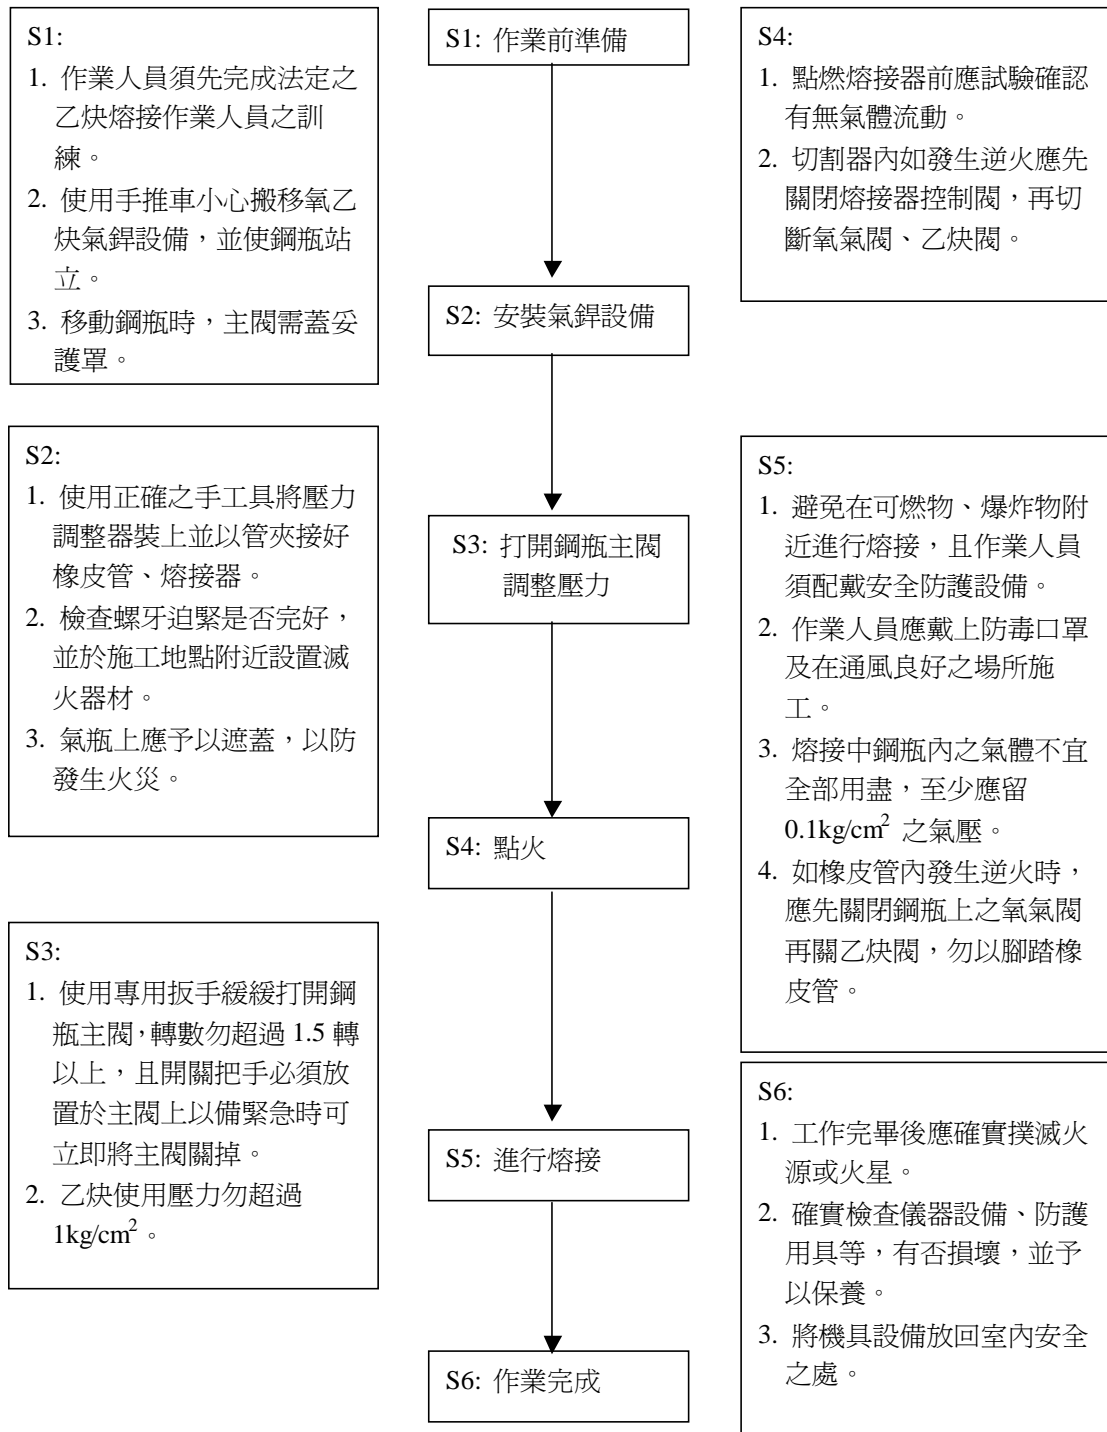 S1:
1. 作業人員須先完成法定之
乙炔熔接作業人員之訓
練。
2. 使用手推車小心搬移氧乙
炔氣銲設備，並使鋼瓶站
立。
3. 移動鋼瓶時，主閥需蓋妥
護罩。
S2:
1. 使用正確之手工具將壓力
調整器裝上並以管夾接好
橡皮管、熔接器。
2. 檢查螺牙迫緊是否完好，
並於施工地點附近設置滅
火器材。
3. 氣瓶上應予以遮蓋，以防
發生火災。
S3:
1. 使用專用扳手緩緩打開鋼
瓶主閥，轉數勿超過 1.5 轉
以上，且開關把手必須放
置於主閥上以備緊急時可
立即將主閥關掉。
2. 乙炔使用壓力勿超過
1kg/cm²。
S1: 作業前準備
S2: 安裝氣銲設備
S3: 打開鋼瓶主閥
調整壓力
S4: 點火
S5: 進行熔接
S6: 作業完成
S4:
1. 點燃熔接器前應試驗確認
有無氣體流動。
2. 切割器內如發生逆火應先
關閉熔接器控制閥，再切
斷氧氣閥、乙炔閥。
S5:
1. 避免在可燃物、爆炸物附
近進行熔接，且作業人員
須配戴安全防護設備。
2. 作業人員應戴上防毒口罩
及在通風良好之場所施
工。
3. 熔接中鋼瓶內之氣體不宜
全部用盡，至少應留
0.1kg/cm² 之氣壓。
4. 如橡皮管內發生逆火時，
應先關閉鋼瓶上之氧氣閥
再關乙炔閥，勿以腳踏橡
皮管。
S6:
1. 工作完畢後應確實撲滅火
源或火星。
2. 確實檢查儀器設備、防護
用具等，有否損壞，並予
以保養。
3. 將機具設備放回室內安全
之處。